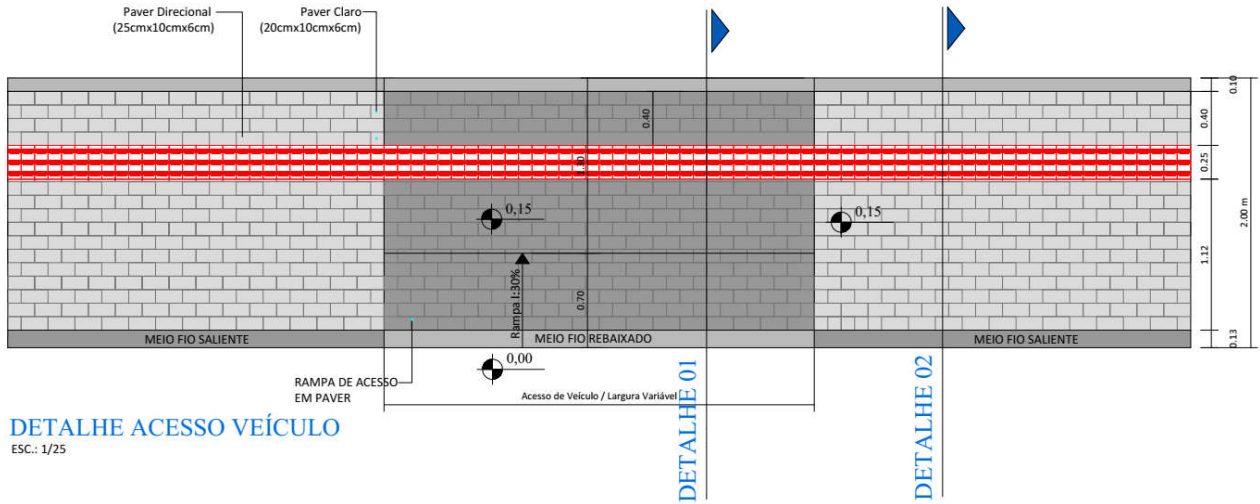 Paver Direcional
(25cmx10cmx6cm)
Paver Claro
(20cmx10cmx6cm)
0.10
0.40
0.40
0.25
1.30
0,15
0,15
2.00 m
1.12
Rampa I:30%
0.70
0.13
MEIO FIO SALIENTE
MEIO FIO REBAIXADO
MEIO FIO SALIENTE
0,00
RAMPA DE ACESSO
EM PAVER
Acesso de Veículo / Largura Variável
DETALHE 01
DETALHE 02
DETALHE ACESSO VEÍCULO
ESC.: 1/25